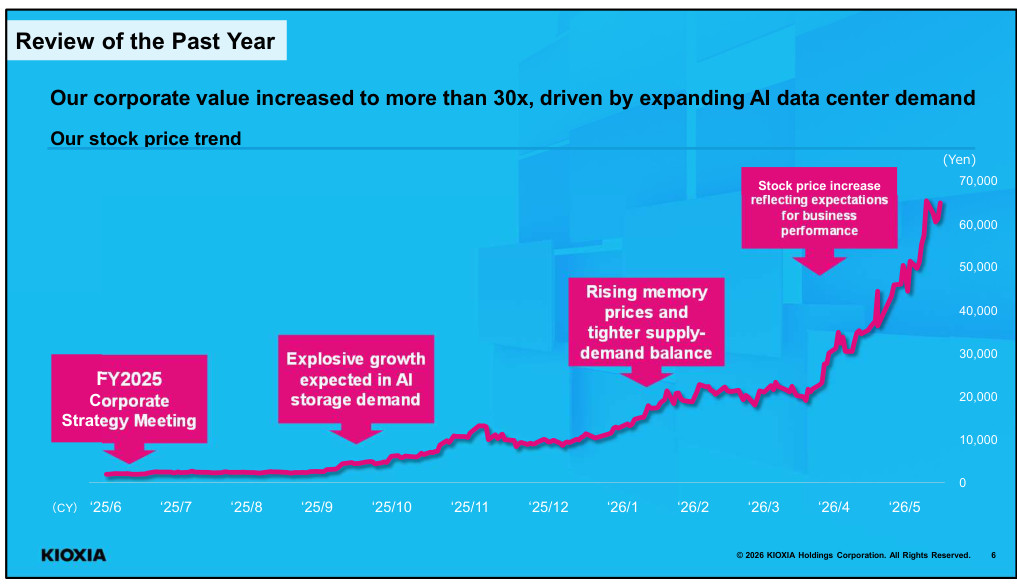 Review of the Past Year
Our corporate value increased to more than 30x, driven by expanding AI data center demand
Our stock price trend
(Yen)
70,000
60,000
50,000
40,000
30,000
20,000
10,000
0
Stock price increase
reflecting expectations
for business
performance
Rising memory
prices and
tighter supply-
demand balance
Explosive growth
expected in AI
storage demand
FY2025
Corporate
Strategy Meeting
(CY) '25/6 '25/7 '25/8 '25/9 '25/10 '25/11 '25/12 '26/1 '26/2 '26/3 '26/4 '26/5
KIOXIA
© 2026 KIOXIA Holdings Corporation. All Rights Reserved. 6